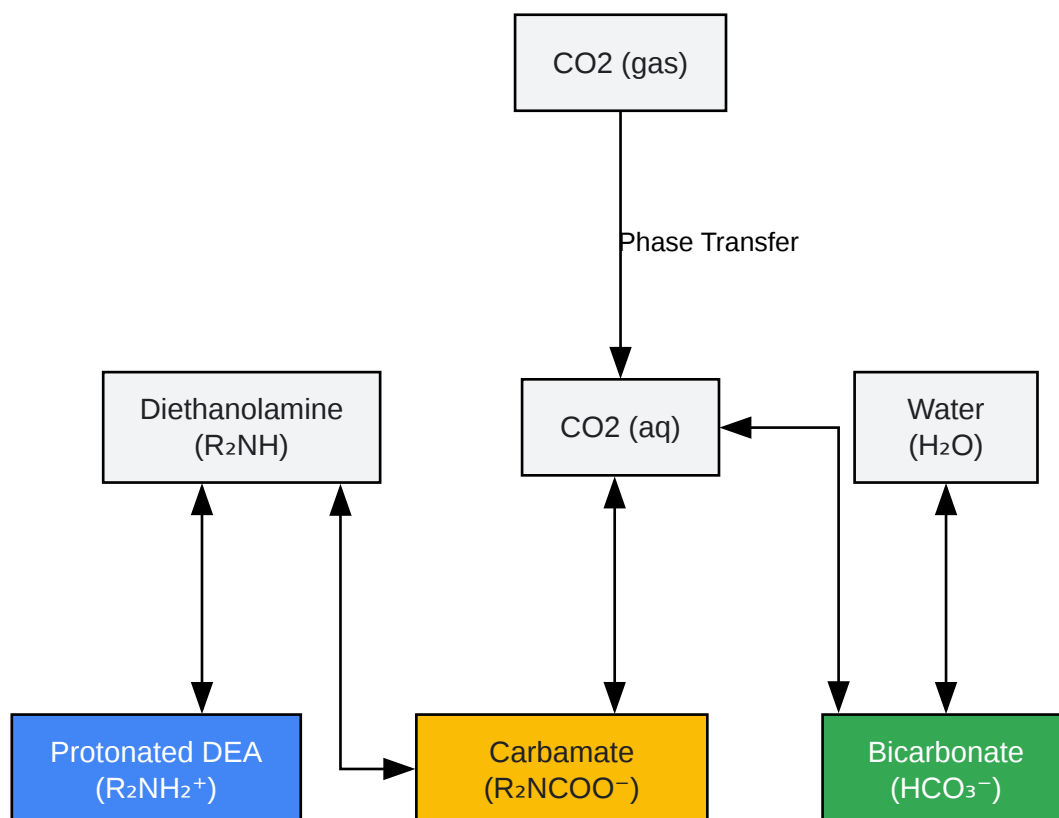 CO2 (gas)
Phase Transfer
Diethanolamine
(R₂NH)
CO2 (aq)
Water
(H₂O)
Protonated DEA
(R₂NH₂⁺)
Carbamate
(R₂NCOO⁻)
Bicarbonate
(HCO₃⁻)